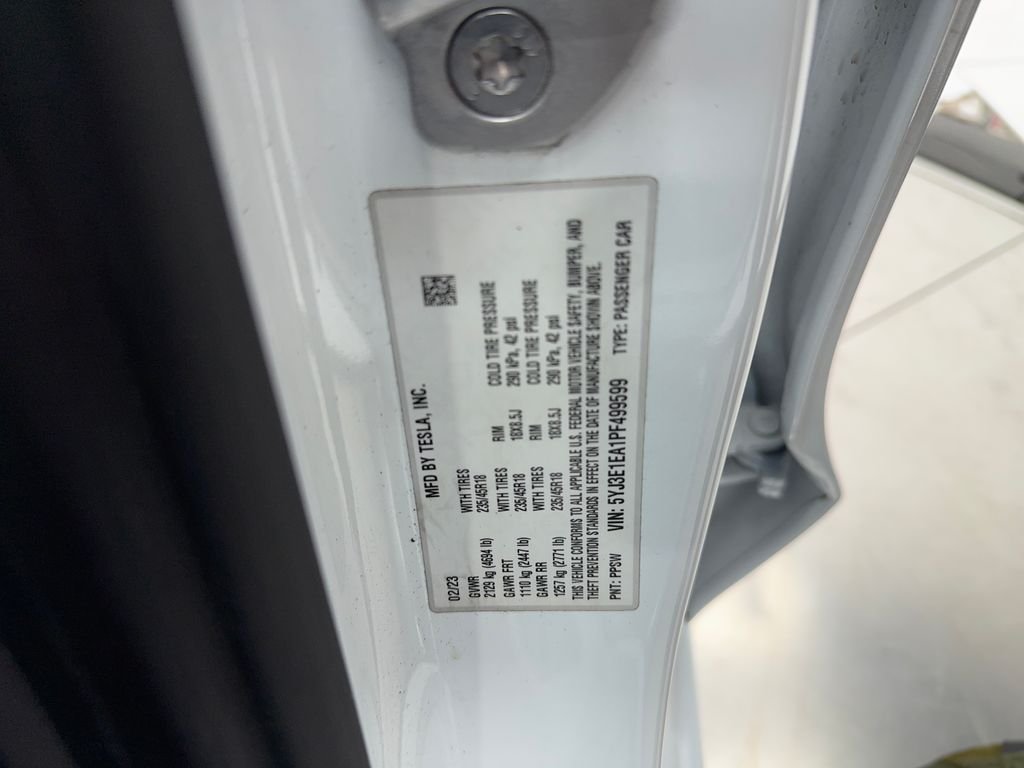 MFD BY TESLA, INC.
02/23
GVWR WITH TIRES RIM COLD TIRE PRESSURE
2129 kg (4694 lb) 235/45R18 18X8.5J 290 kPa, 42 psi
GAWR FRT WITH TIRES RIM COLD TIRE PRESSURE
1110 kg (2447 lb) 235/45R18 18X8.5J 290 kPa, 42 psi
GAWR RR WITH TIRES
1257 kg (2771 lb) 235/45R18
THIS VEHICLE CONFORMS TO ALL APPLICABLE U.S. FEDERAL MOTOR VEHICLE SAFETY, BUMPER, AND
THEFT PREVENTION STANDARDS IN EFFECT ON THE DATE OF MANUFACTURE SHOWN ABOVE.
PNT: PPSW VIN: 5YJ3E1EA1PF499599 TYPE: PASSENGER CAR